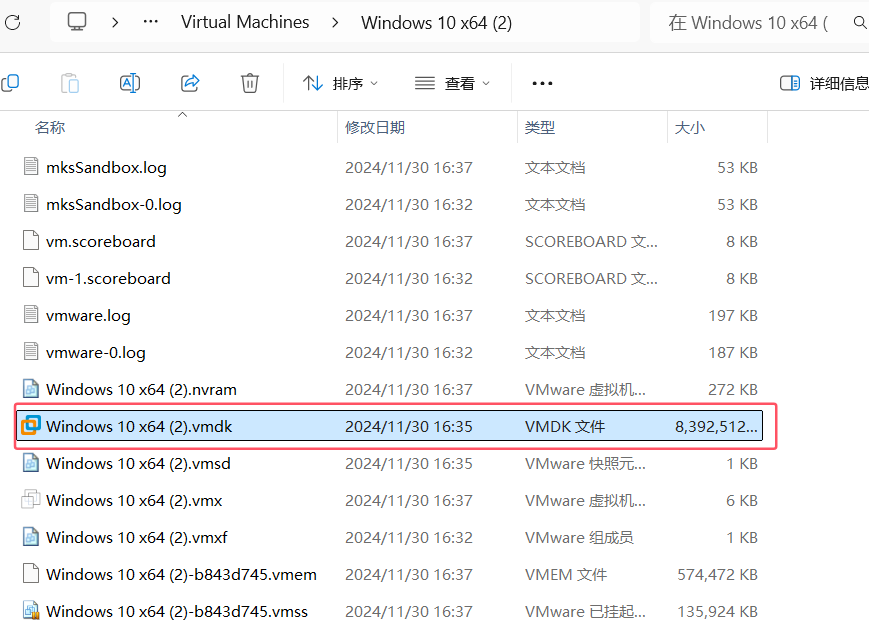 Virtual Machines > Windows 10 x64 (2)
在 Windows 10 x64 (
排序 查看 ··· 详细信息
名称 修改日期 类型 大小
mksSandbox.log 2024/11/30 16:37 文本文档 53 KB
mksSandbox-0.log 2024/11/30 16:32 文本文档 53 KB
vm.scoreboard 2024/11/30 16:37 SCOREBOARD 文... 8 KB
vm-1.scoreboard 2024/11/30 16:32 SCOREBOARD 文... 8 KB
vmware.log 2024/11/30 16:37 文本文档 197 KB
vmware-0.log 2024/11/30 16:32 文本文档 187 KB
Windows 10 x64 (2).nvram 2024/11/30 16:37 VMware 虚拟机... 272 KB
Windows 10 x64 (2).vmdk 2024/11/30 16:35 VMDK 文件 8,392,512...
Windows 10 x64 (2).vmsd 2024/11/30 16:35 VMware 快照元... 1 KB
Windows 10 x64 (2).vmx 2024/11/30 16:37 VMware 虚拟机... 6 KB
Windows 10 x64 (2).vmxf 2024/11/30 16:32 VMware 组成员 1 KB
Windows 10 x64 (2)-b843d745.vmem 2024/11/30 16:37 VMEM 文件 574,472 KB
Windows 10 x64 (2)-b843d745.vmss 2024/11/30 16:37 VMware 已挂起... 135,924 KB